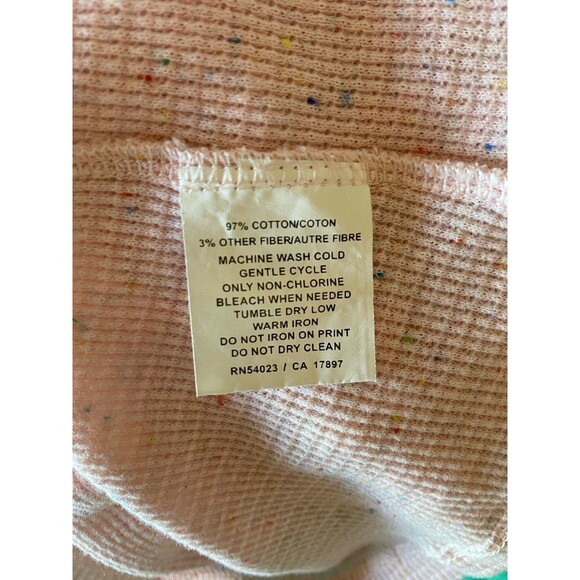 97% COTTON/COTON
3% OTHER FIBER/AUTRE FIBRE
MACHINE WASH COLD
GENTLE CYCLE
ONLY NON-CHLORINE
BLEACH WHEN NEEDED
TUMBLE DRY LOW
WARM IRON
DO NOT IRON ON PRINT
DO NOT DRY CLEAN
RN54023 / CA 17897